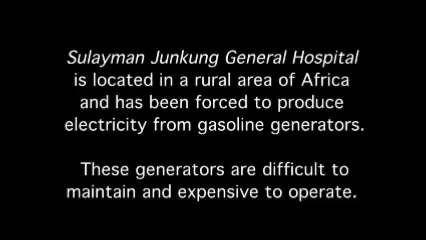 Sulayman Junkung General Hospital
is located in a rural area of Africa
and has been forced to produce
electricity from gasoline generators.
These generators are difficult to
maintain and expensive to operate.